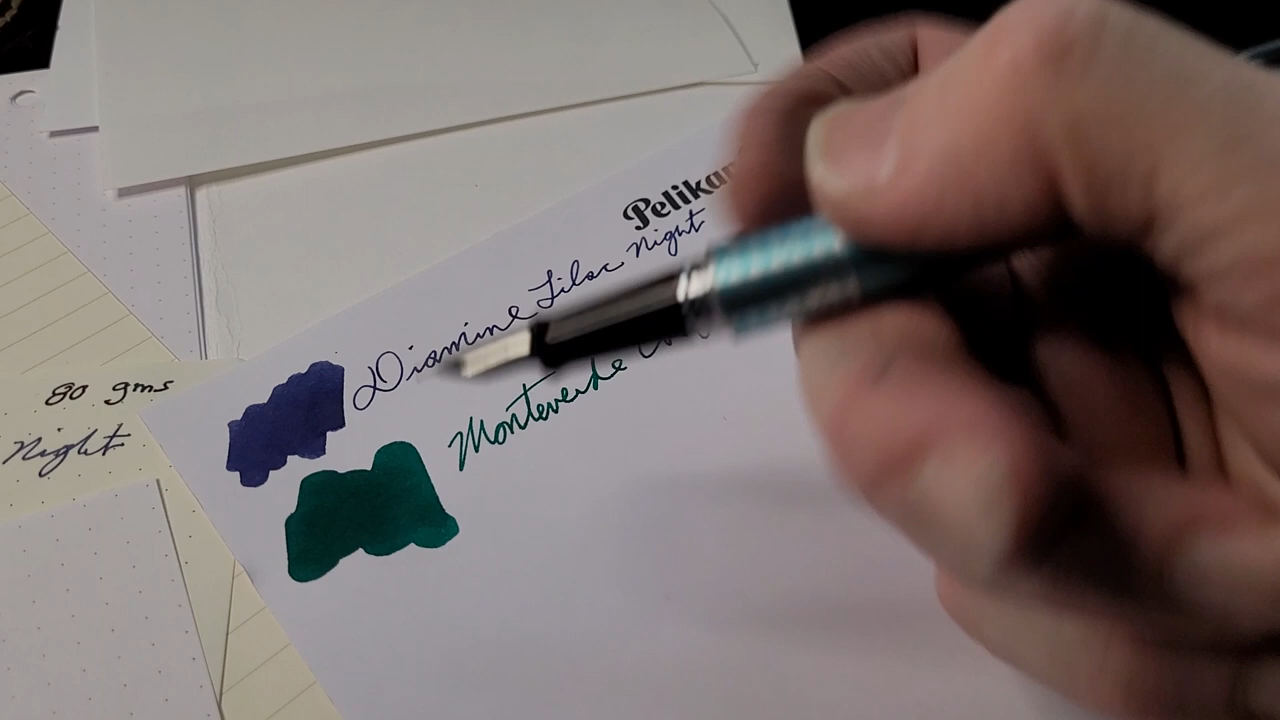 Pelikan
Diamine Lilac Night
Monteverde
80 gms
Night